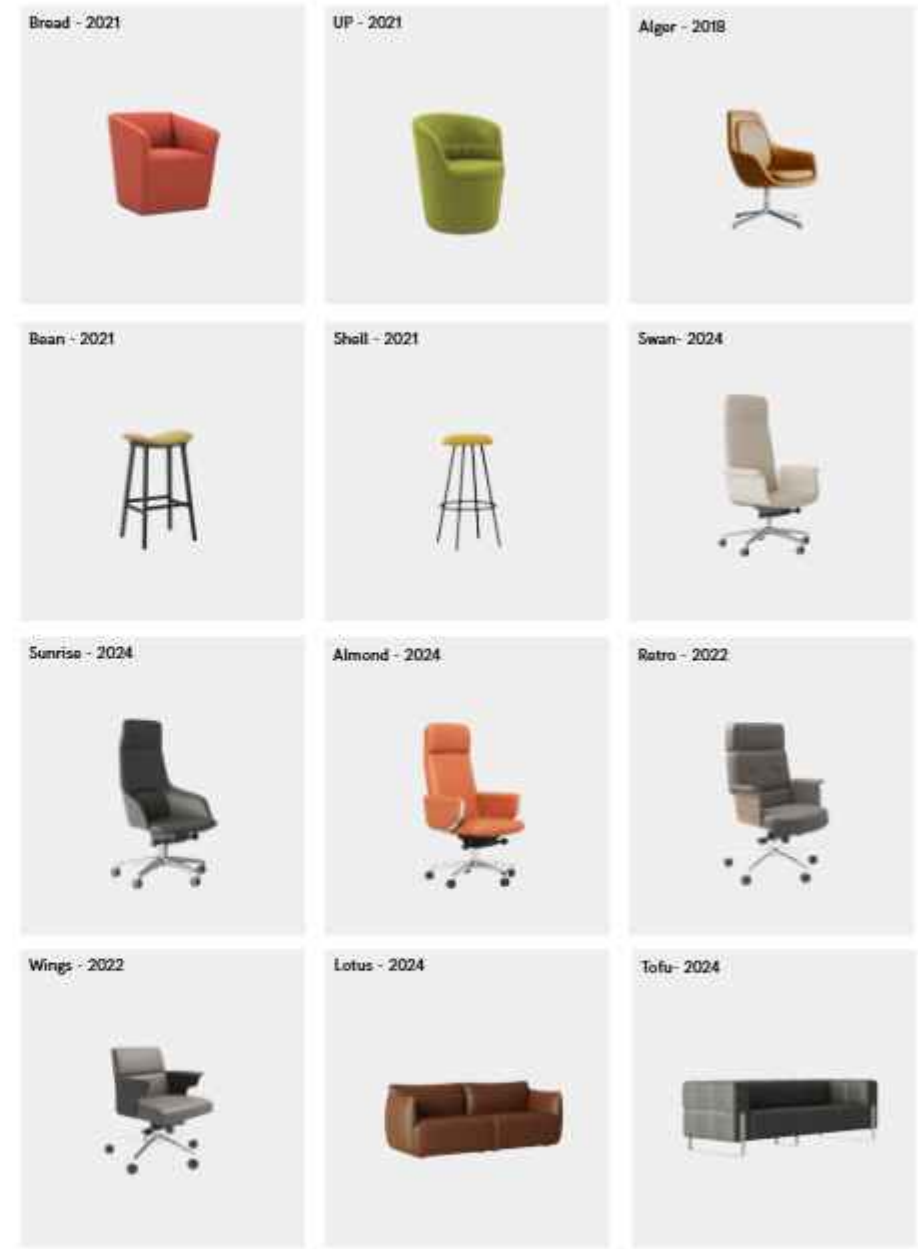 Bread - 2021
UP - 2021
Alger - 2018
Bean - 2021
Shell - 2021
Swan- 2024
Sunrise - 2024
Almond - 2024
Retro - 2022
Wings - 2022
Lotus - 2024
Tofu- 2024